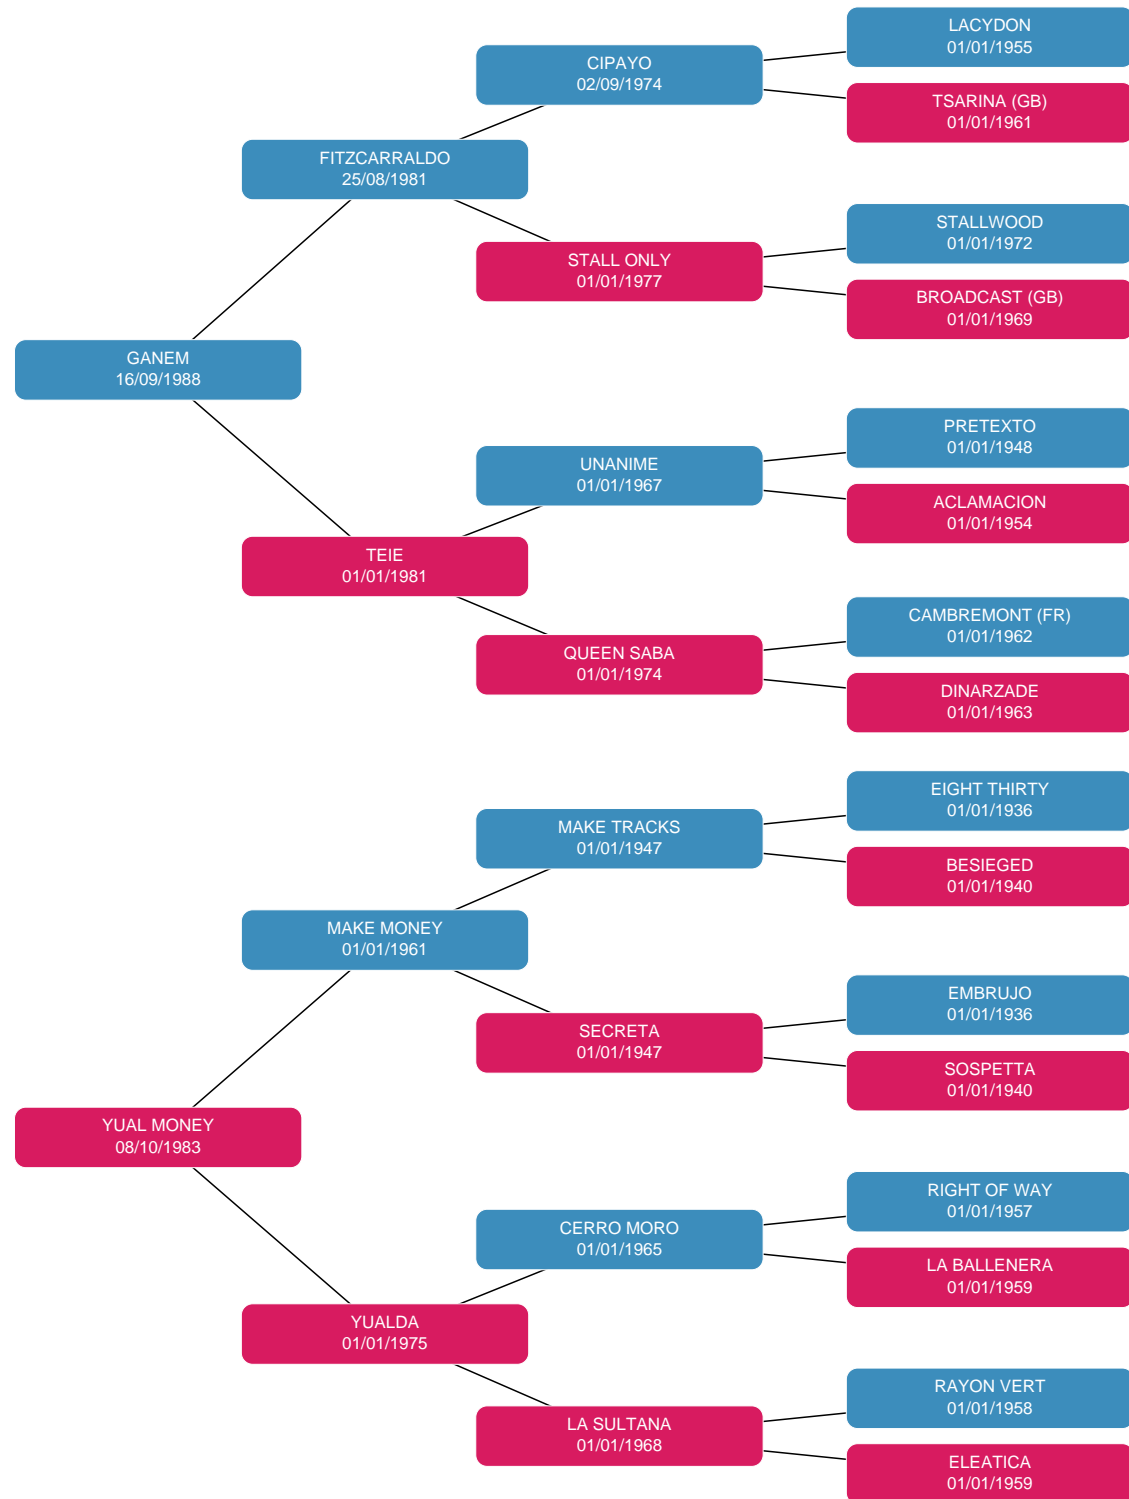 LACYDON
01/01/1955
CIPAYO
02/09/1974
TSARINA (GB)
01/01/1961
FITZCARRALDO
25/08/1981
STALLWOOD
01/01/1972
STALL ONLY
01/01/1977
BROADCAST (GB)
01/01/1969
GANEM
16/09/1988
PRETEXTO
01/01/1948
UNANIME
01/01/1967
ACLAMACION
01/01/1954
TEIE
01/01/1981
CAMBREMONT (FR)
01/01/1962
QUEEN SABA
01/01/1974
DINARZADE
01/01/1963
EIGHT THIRTY
01/01/1936
MAKE TRACKS
01/01/1947
BESIEGED
01/01/1940
MAKE MONEY
01/01/1961
EMBRUJO
01/01/1936
SECRETA
01/01/1947
SOSPETTA
01/01/1940
YUAL MONEY
08/10/1983
RIGHT OF WAY
01/01/1957
CERRO MORO
01/01/1965
LA BALLENERA
01/01/1959
YUALDA
01/01/1975
RAYON VERT
01/01/1958
LA SULTANA
01/01/1968
ELEATICA
01/01/1959